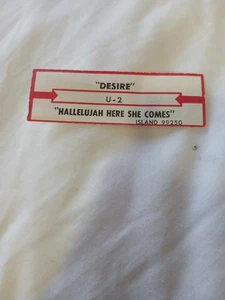 "DESIRE"
U-2
"HALLELUJAH HERE SHE COMES"
ISLAND 99250